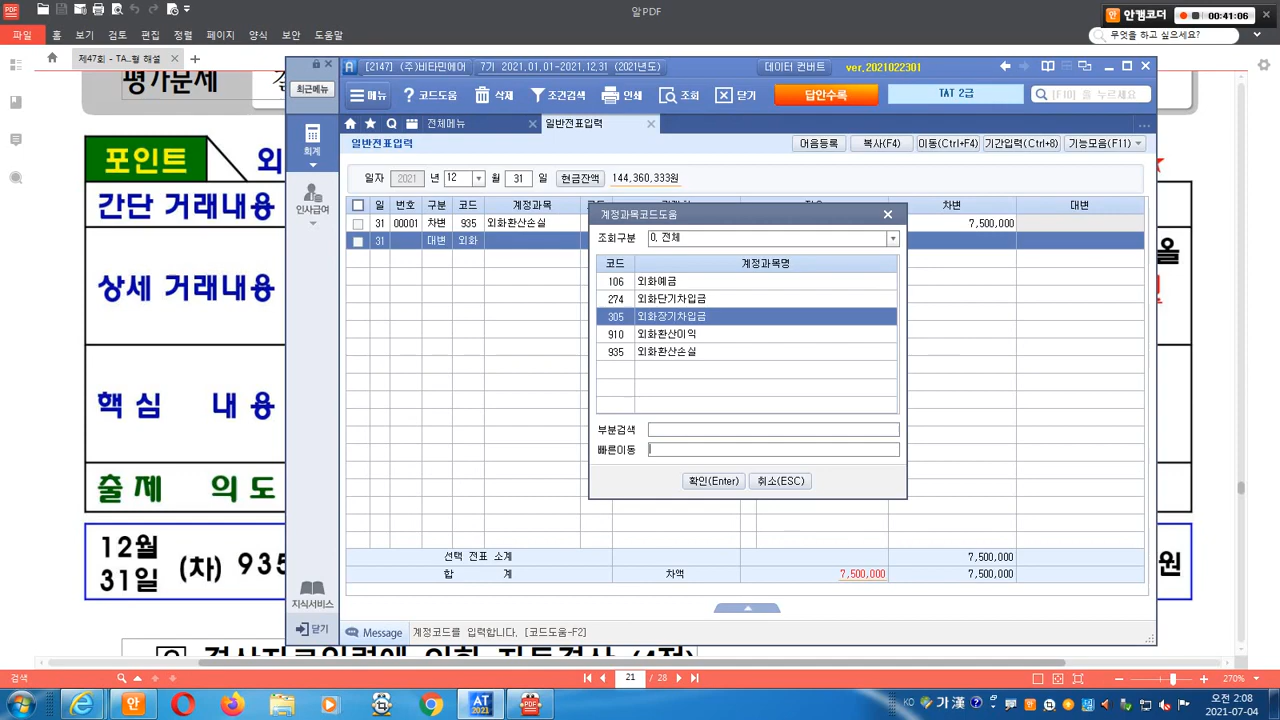 알PDF
안캠코더 00:41:06
파일 홈 보기 검토 편집 정렬 페이지 양식 보안 도움말
무엇을 하고 싶으세요?
제47회 - TA...형 해설
평가문제
포인트 외
간단 거래내용
상세 거래내용
올
핵 심 내 용
출 제 의 도
12월
31일 (차) 935
원
[2147] (주)비타민에어 7기 2021.01.01~2021.12.31 (2021년도) 데이터 컨버트 ver.2021022301
최근메뉴 메뉴 코드도움 삭제 조건검색 인쇄 조회 닫기 답안수록 TAT 2급 [F10] 을 누르세요
전체메뉴 일반전표입력
회계
인사급여
지식서비스
닫기
일반전표입력 어음등록 복사(F4) 이동(Ctrl+F4) 기간입력(Ctrl+8) 기능모음(F11)
일자 2021 년 12 월 31 일 현금잔액 144,360,333원
일 번호 구분 코드 계정과목 차변 대변
31 00001 차변 935 외화환산손실 7,500,000
31 대변 외화
계정과목코드도움
조회구분 0. 전체
코드 계정과목명
106 외화예금
274 외화단기차입금
305 외화장기차입금
910 외화환산이익
935 외화환산손실
부분검색
빠른이동
확인(Enter) 취소(ESC)
선택 전표 소계 7,500,000
합 계 차액 7,500,000 7,500,000
Message 계정코드를 입력합니다. [코드도움-F2]
검색 21 / 28 270%
KO 가 漢
AT 2021
오전 2:08
2021-07-04